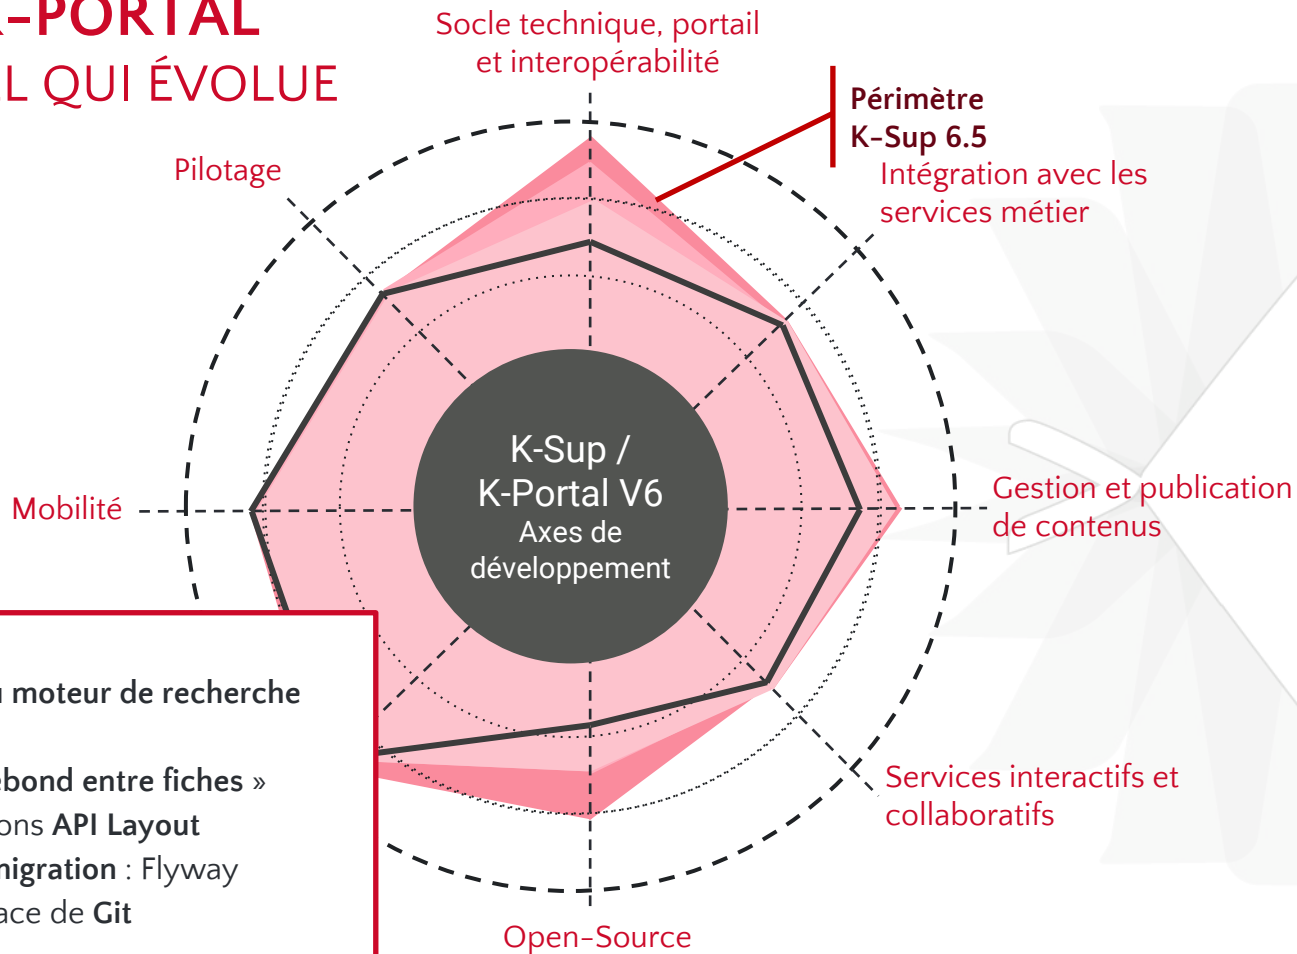 K-PORTAL
L QUI ÉVOLUE
Socle technique, portail
et interopérabilité
Périmètre
K-Sup 6.5
Pilotage
Intégration avec les
services métier
K-Sup /
K-Portal V6
Axes de
développement
Mobilité
Gestion et publication
de contenus
moteur de recherche
ebond entre fiches »
ons API Layout
migration : Flyway
ace de Git
Services interactifs et
collaboratifs
Open-Source